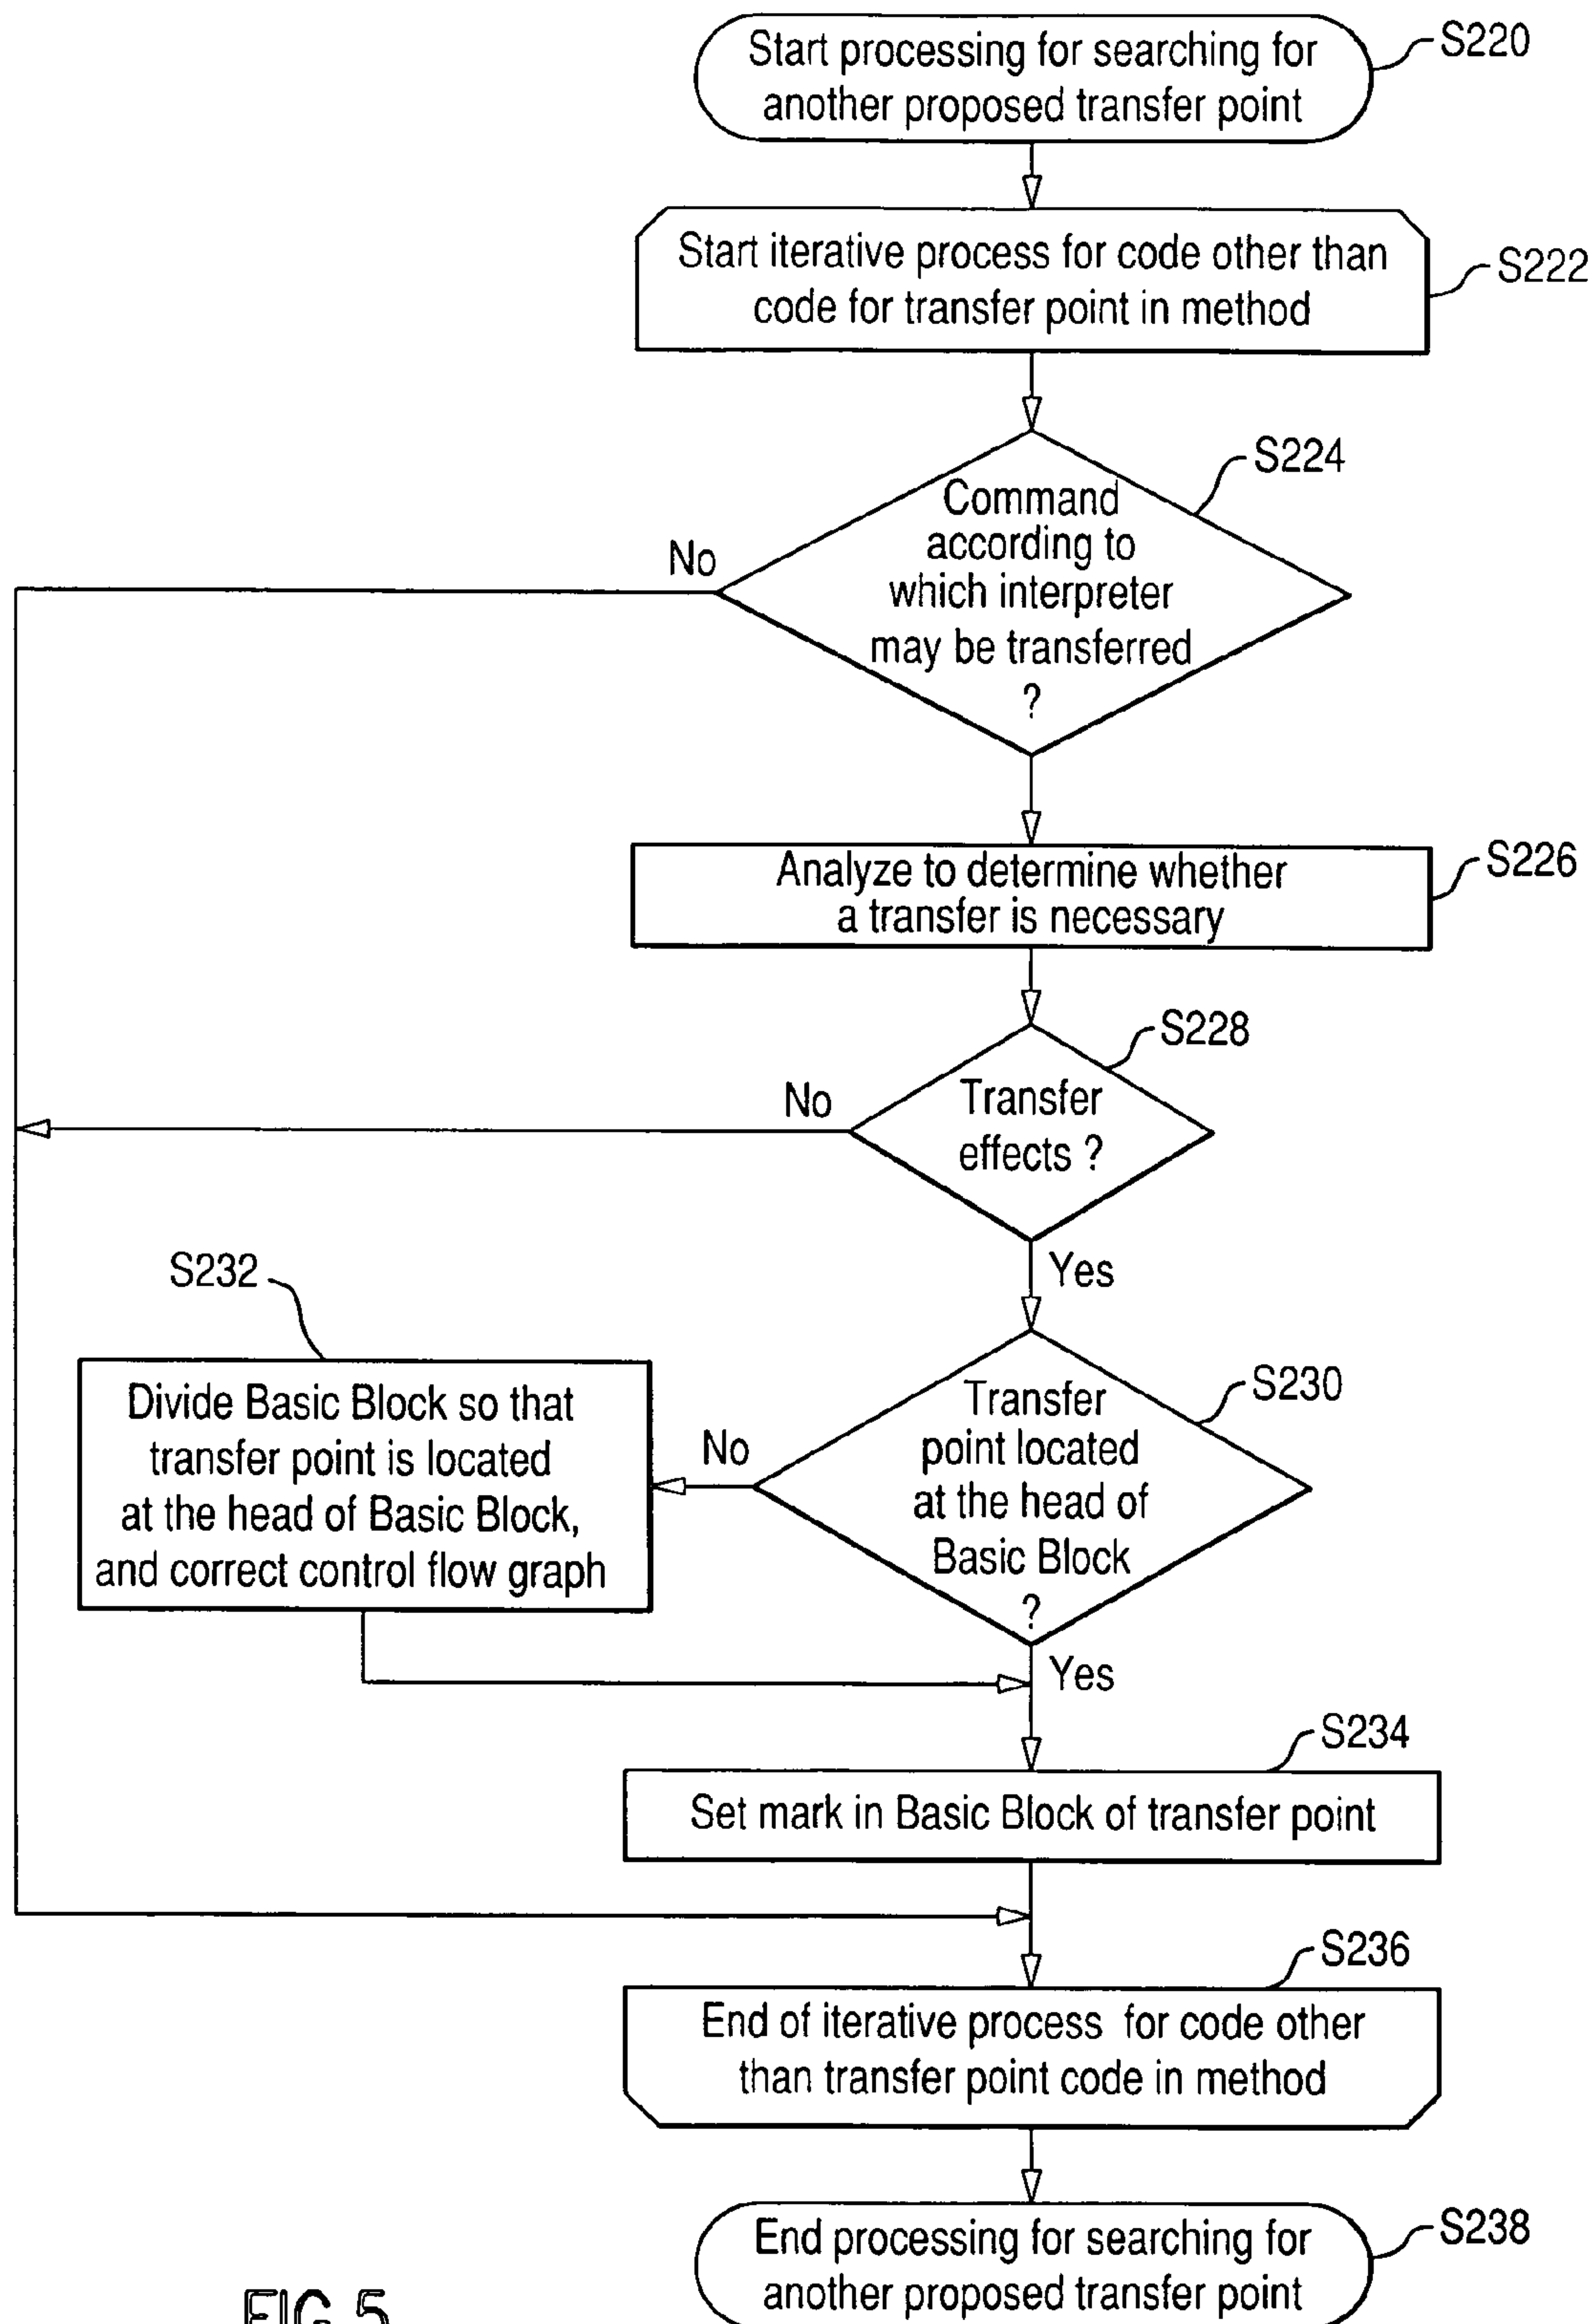 Start processing for searching for
another proposed transfer point
S220
Start iterative process for code other than
code for transfer point in method
S222
S224
Command
according to
which interpreter
may be transferred
?
No
Analyze to determine whether
a transfer is necessary
S226
S228
Transfer
effects ?
No
Yes
S232
Divide Basic Block so that
transfer point is located
at the head of Basic Block,
and correct control flow graph
No
S230
Transfer
point located
at the head of
Basic Block
?
Yes
S234
Set mark in Basic Block of transfer point
S236
End of iterative process for code other
than transfer point code in method
S238
End processing for searching for
another proposed transfer point
FIG.5